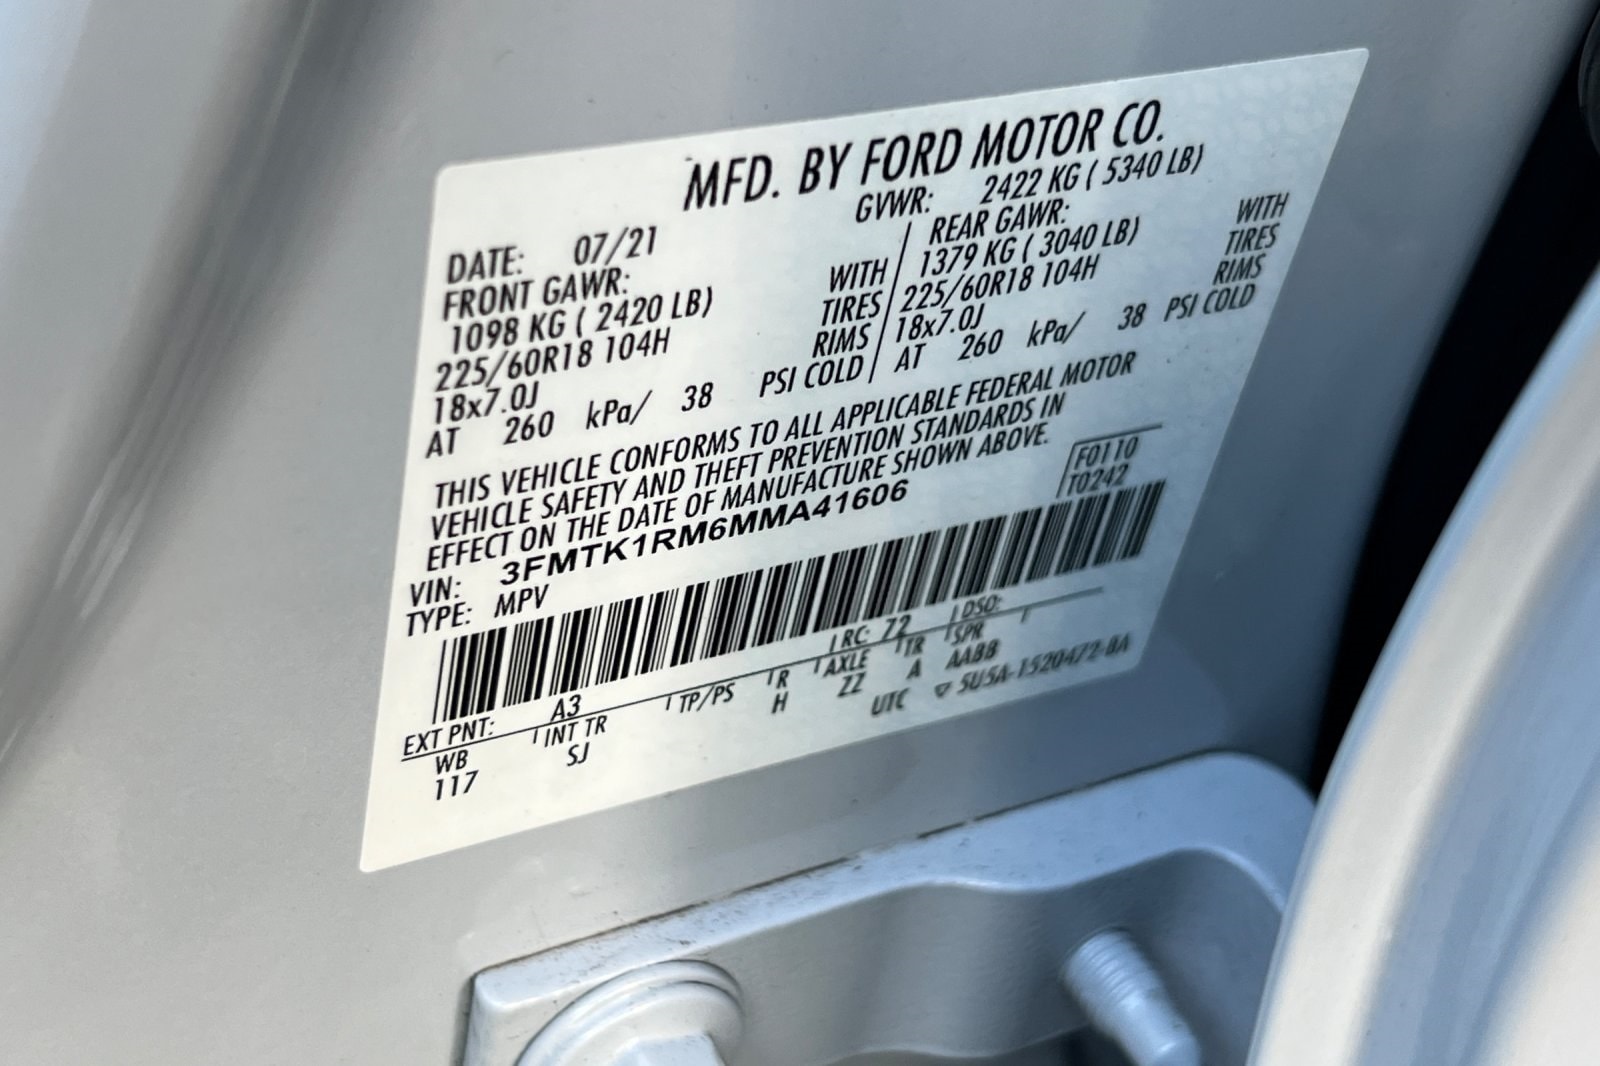 MFD. BY FORD MOTOR CO.
DATE: 07/21 GVWR: 2422 KG ( 5340 LB)
FRONT GAWR: REAR GAWR:
1098 KG ( 2420 LB) WITH 1379 KG ( 3040 LB) WITH
225/60R18 104H TIRES 225/60R18 104H TIRES
18x7.0J RIMS 18x7.0J RIMS
AT 260 kPa/ 38 PSI COLD AT 260 kPa/ 38 PSI COLD
THIS VEHICLE CONFORMS TO ALL APPLICABLE FEDERAL MOTOR
VEHICLE SAFETY AND THEFT PREVENTION STANDARDS IN
EFFECT ON THE DATE OF MANUFACTURE SHOWN ABOVE.
F0110
T0242
VIN: 3FMTK1RM6MMA41606
TYPE: MPV
EXT PNT: A3 RC: 72 DSO:
WB INT TR TP/PS R AXLE TR SPR
117 SJ H ZZ A AABB
UTC ▽ 5U5A-1520472-BA